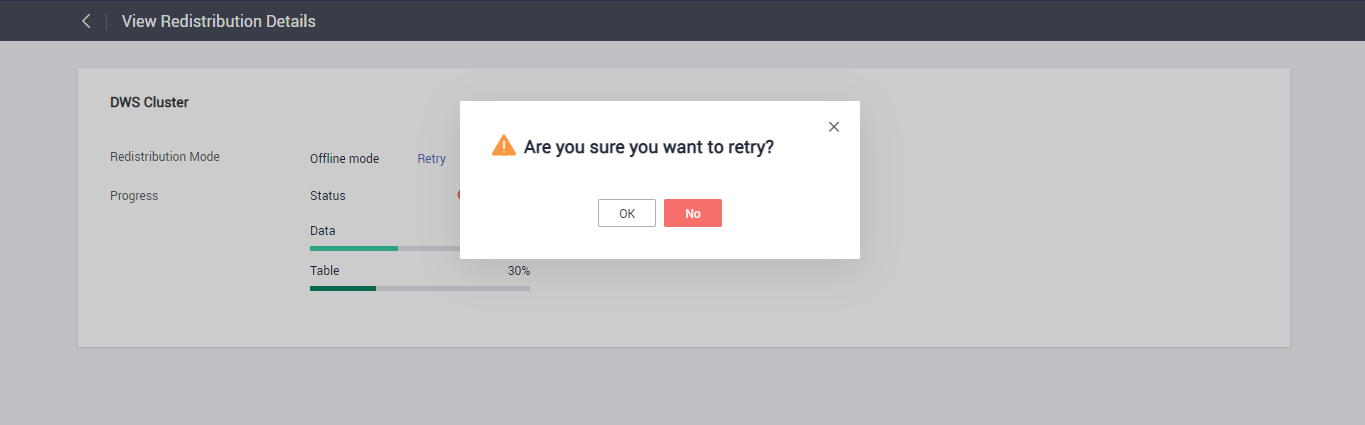 View Redistribution Details
DWS Cluster
Are you sure you want to retry?
Redistribution Mode
Offline mode
Retry
Progress
Status
OK
No
Data
Table
30%